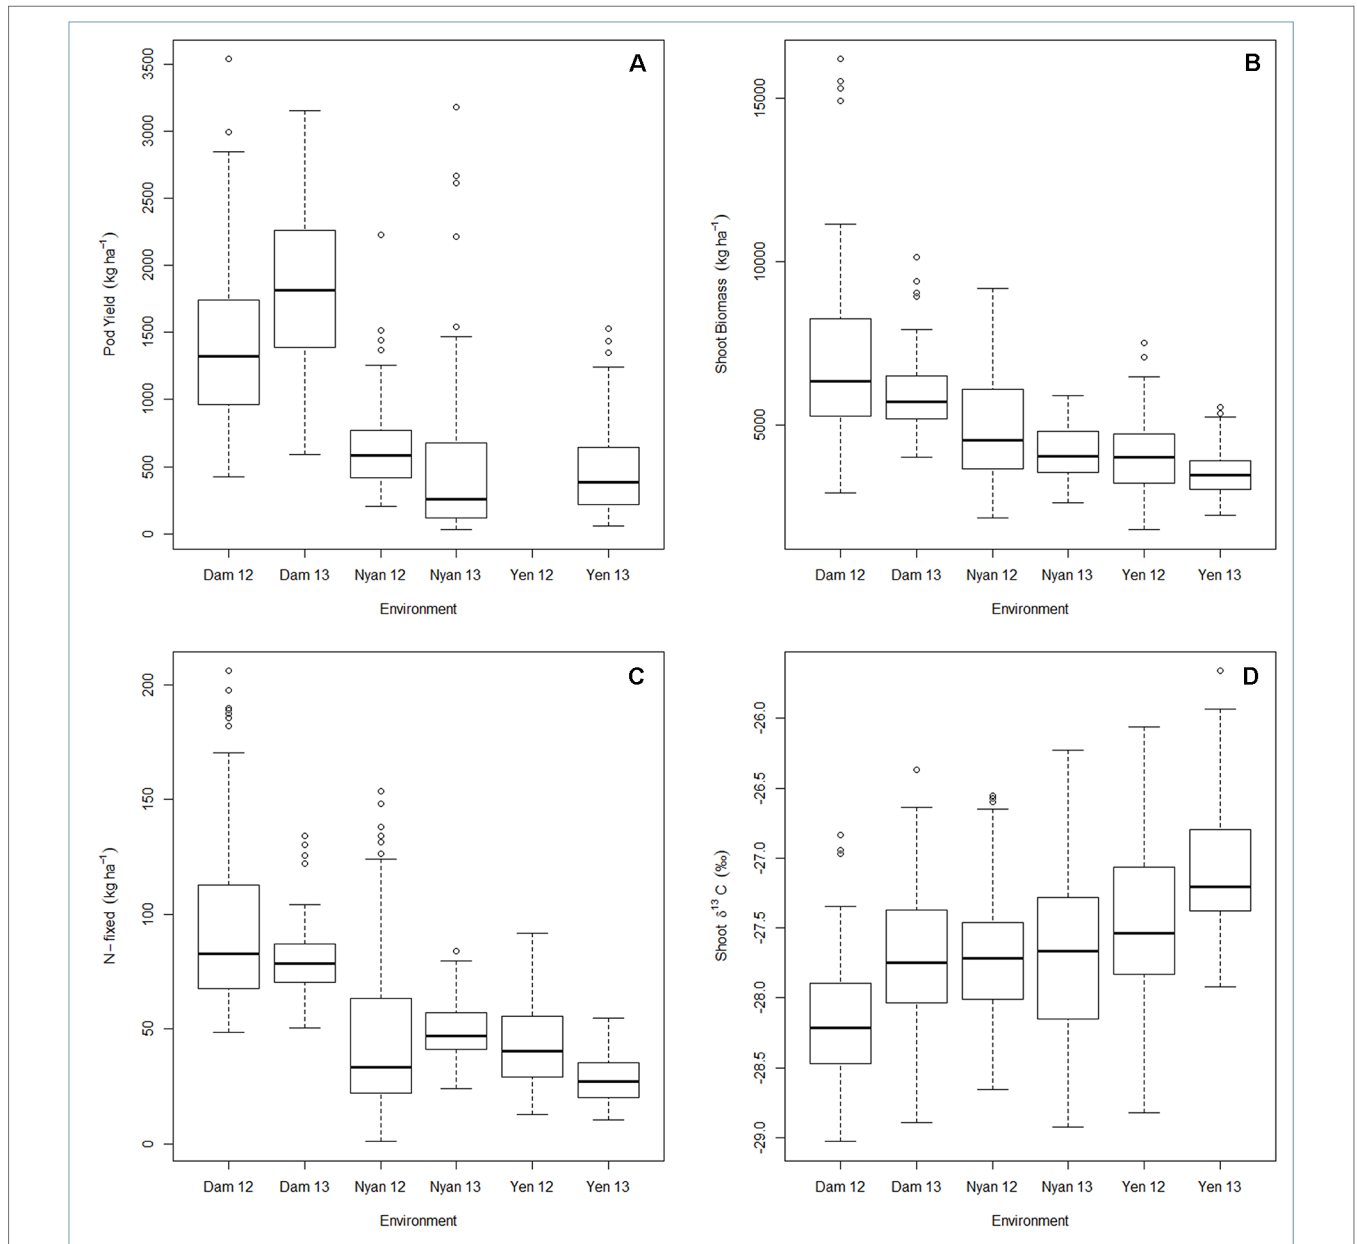 A
Pod Yield (kg ha⁻¹)
3500
3000
2500
2000
1500
1000
500
0
Dam 12 Dam 13 Nyan 12 Nyan 13 Yen 12 Yen 13
Environment
B
Shoot Biomass (kg ha⁻¹)
15000
10000
5000
Dam 12 Dam 13 Nyan 12 Nyan 13 Yen 12 Yen 13
Environment
C
N−fixed (kg ha⁻¹)
200
150
100
50
0
Dam 12 Dam 13 Nyan 12 Nyan 13 Yen 12 Yen 13
Environment
D
Shoot δ¹³ C (‰)
-26.0
-26.5
-27.0
-27.5
-28.0
-28.5
-29.0
Dam 12 Dam 13 Nyan 12 Nyan 13 Yen 12 Yen 13
Environment